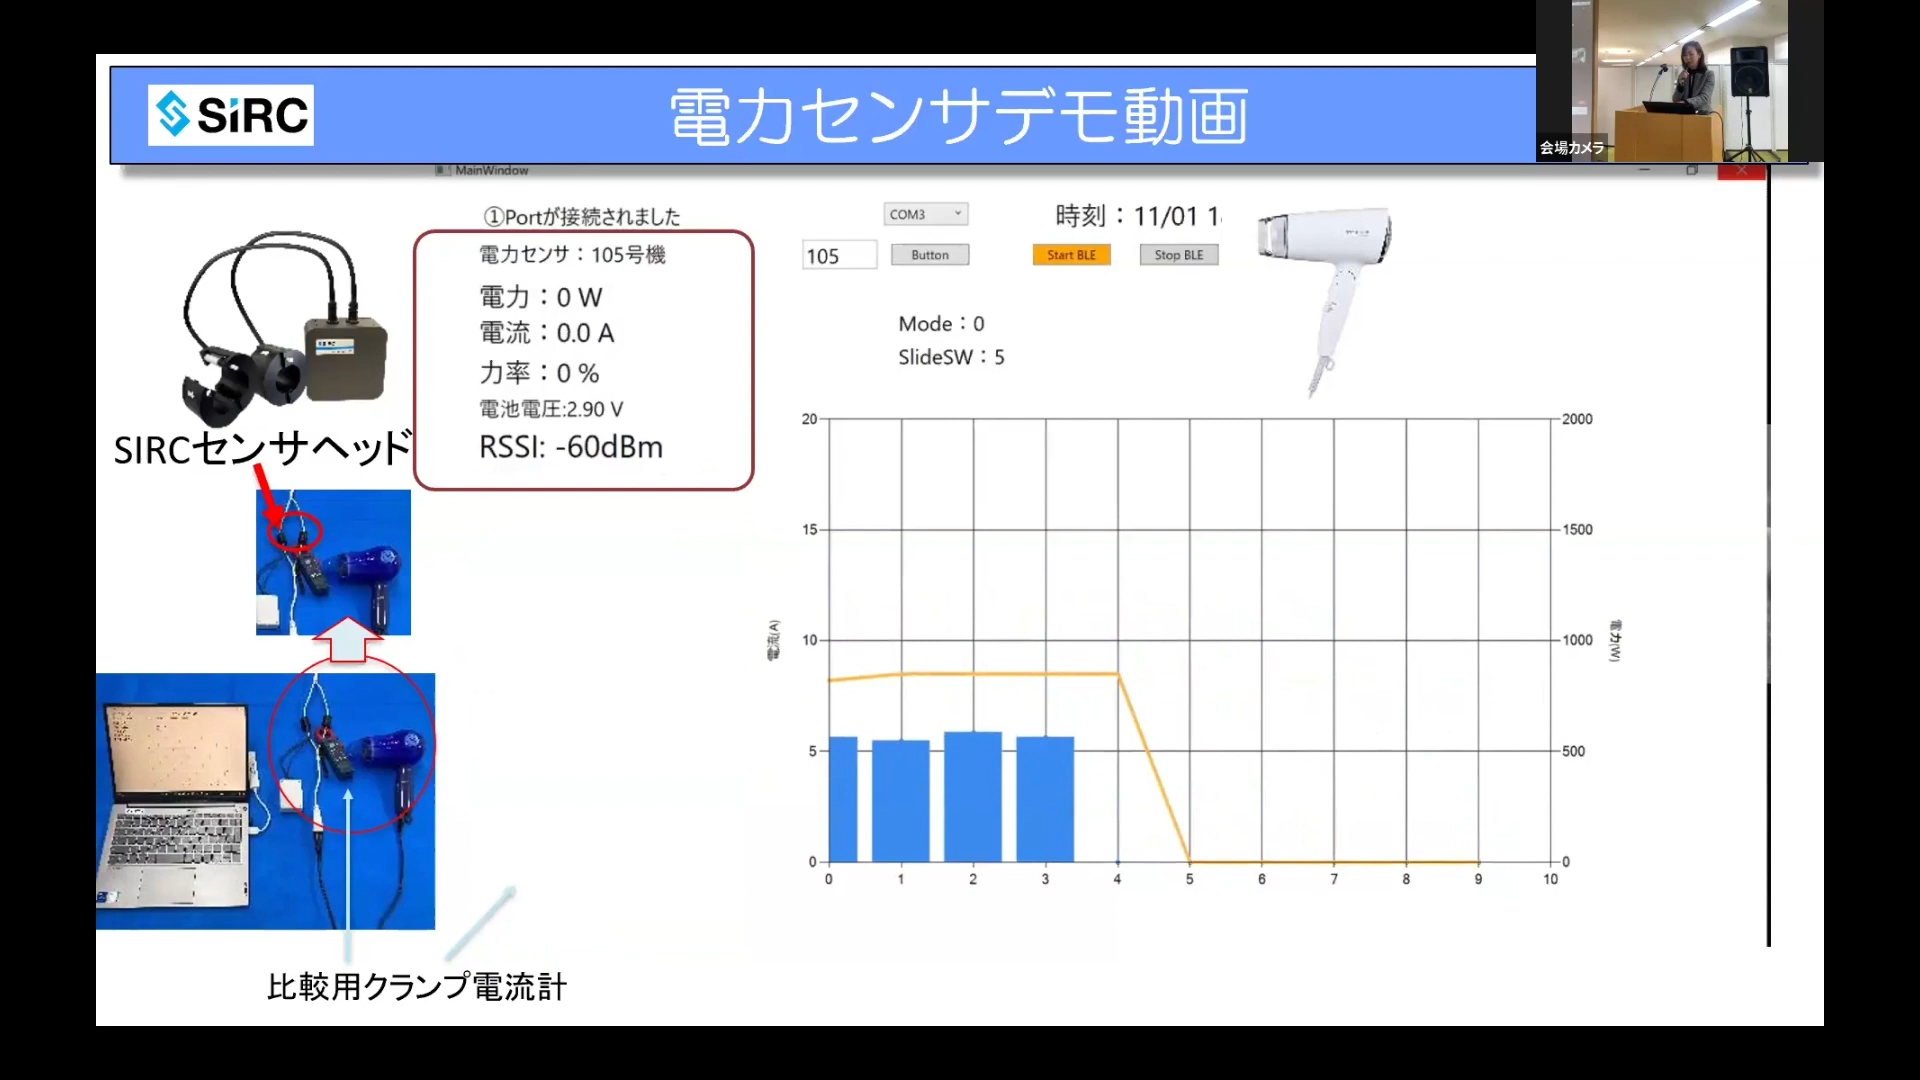 SiRC
電力センサデモ動画
会場カメラ
MainWindow
①Portが接続されました
電力センサ：105号機
電力：0 W
電流：0.0 A
力率：0 %
電池電圧:2.90 V
RSSI: -60dBm
COM3
105
Button
時刻：11/01 1
Start BLE
Stop BLE
Mode：0
SlideSW：5
SIRCセンサヘッド
比較用クランプ電流計
電流(A)
20
15
10
5
0
2000
1500
1000
500
0
電力(W)
0 1 2 3 4 5 6 7 8 9 10